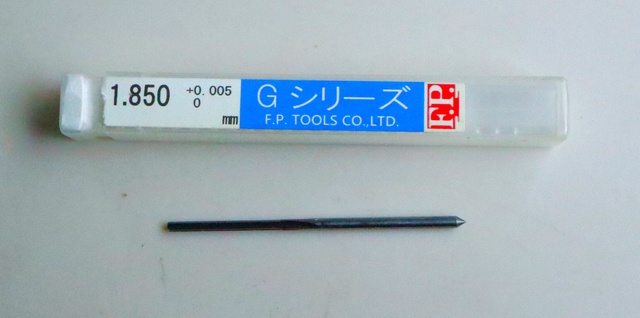 1.850 +0.005
0
mm
G シリーズ
F.P. TOOLS CO.,LTD.
F.P.